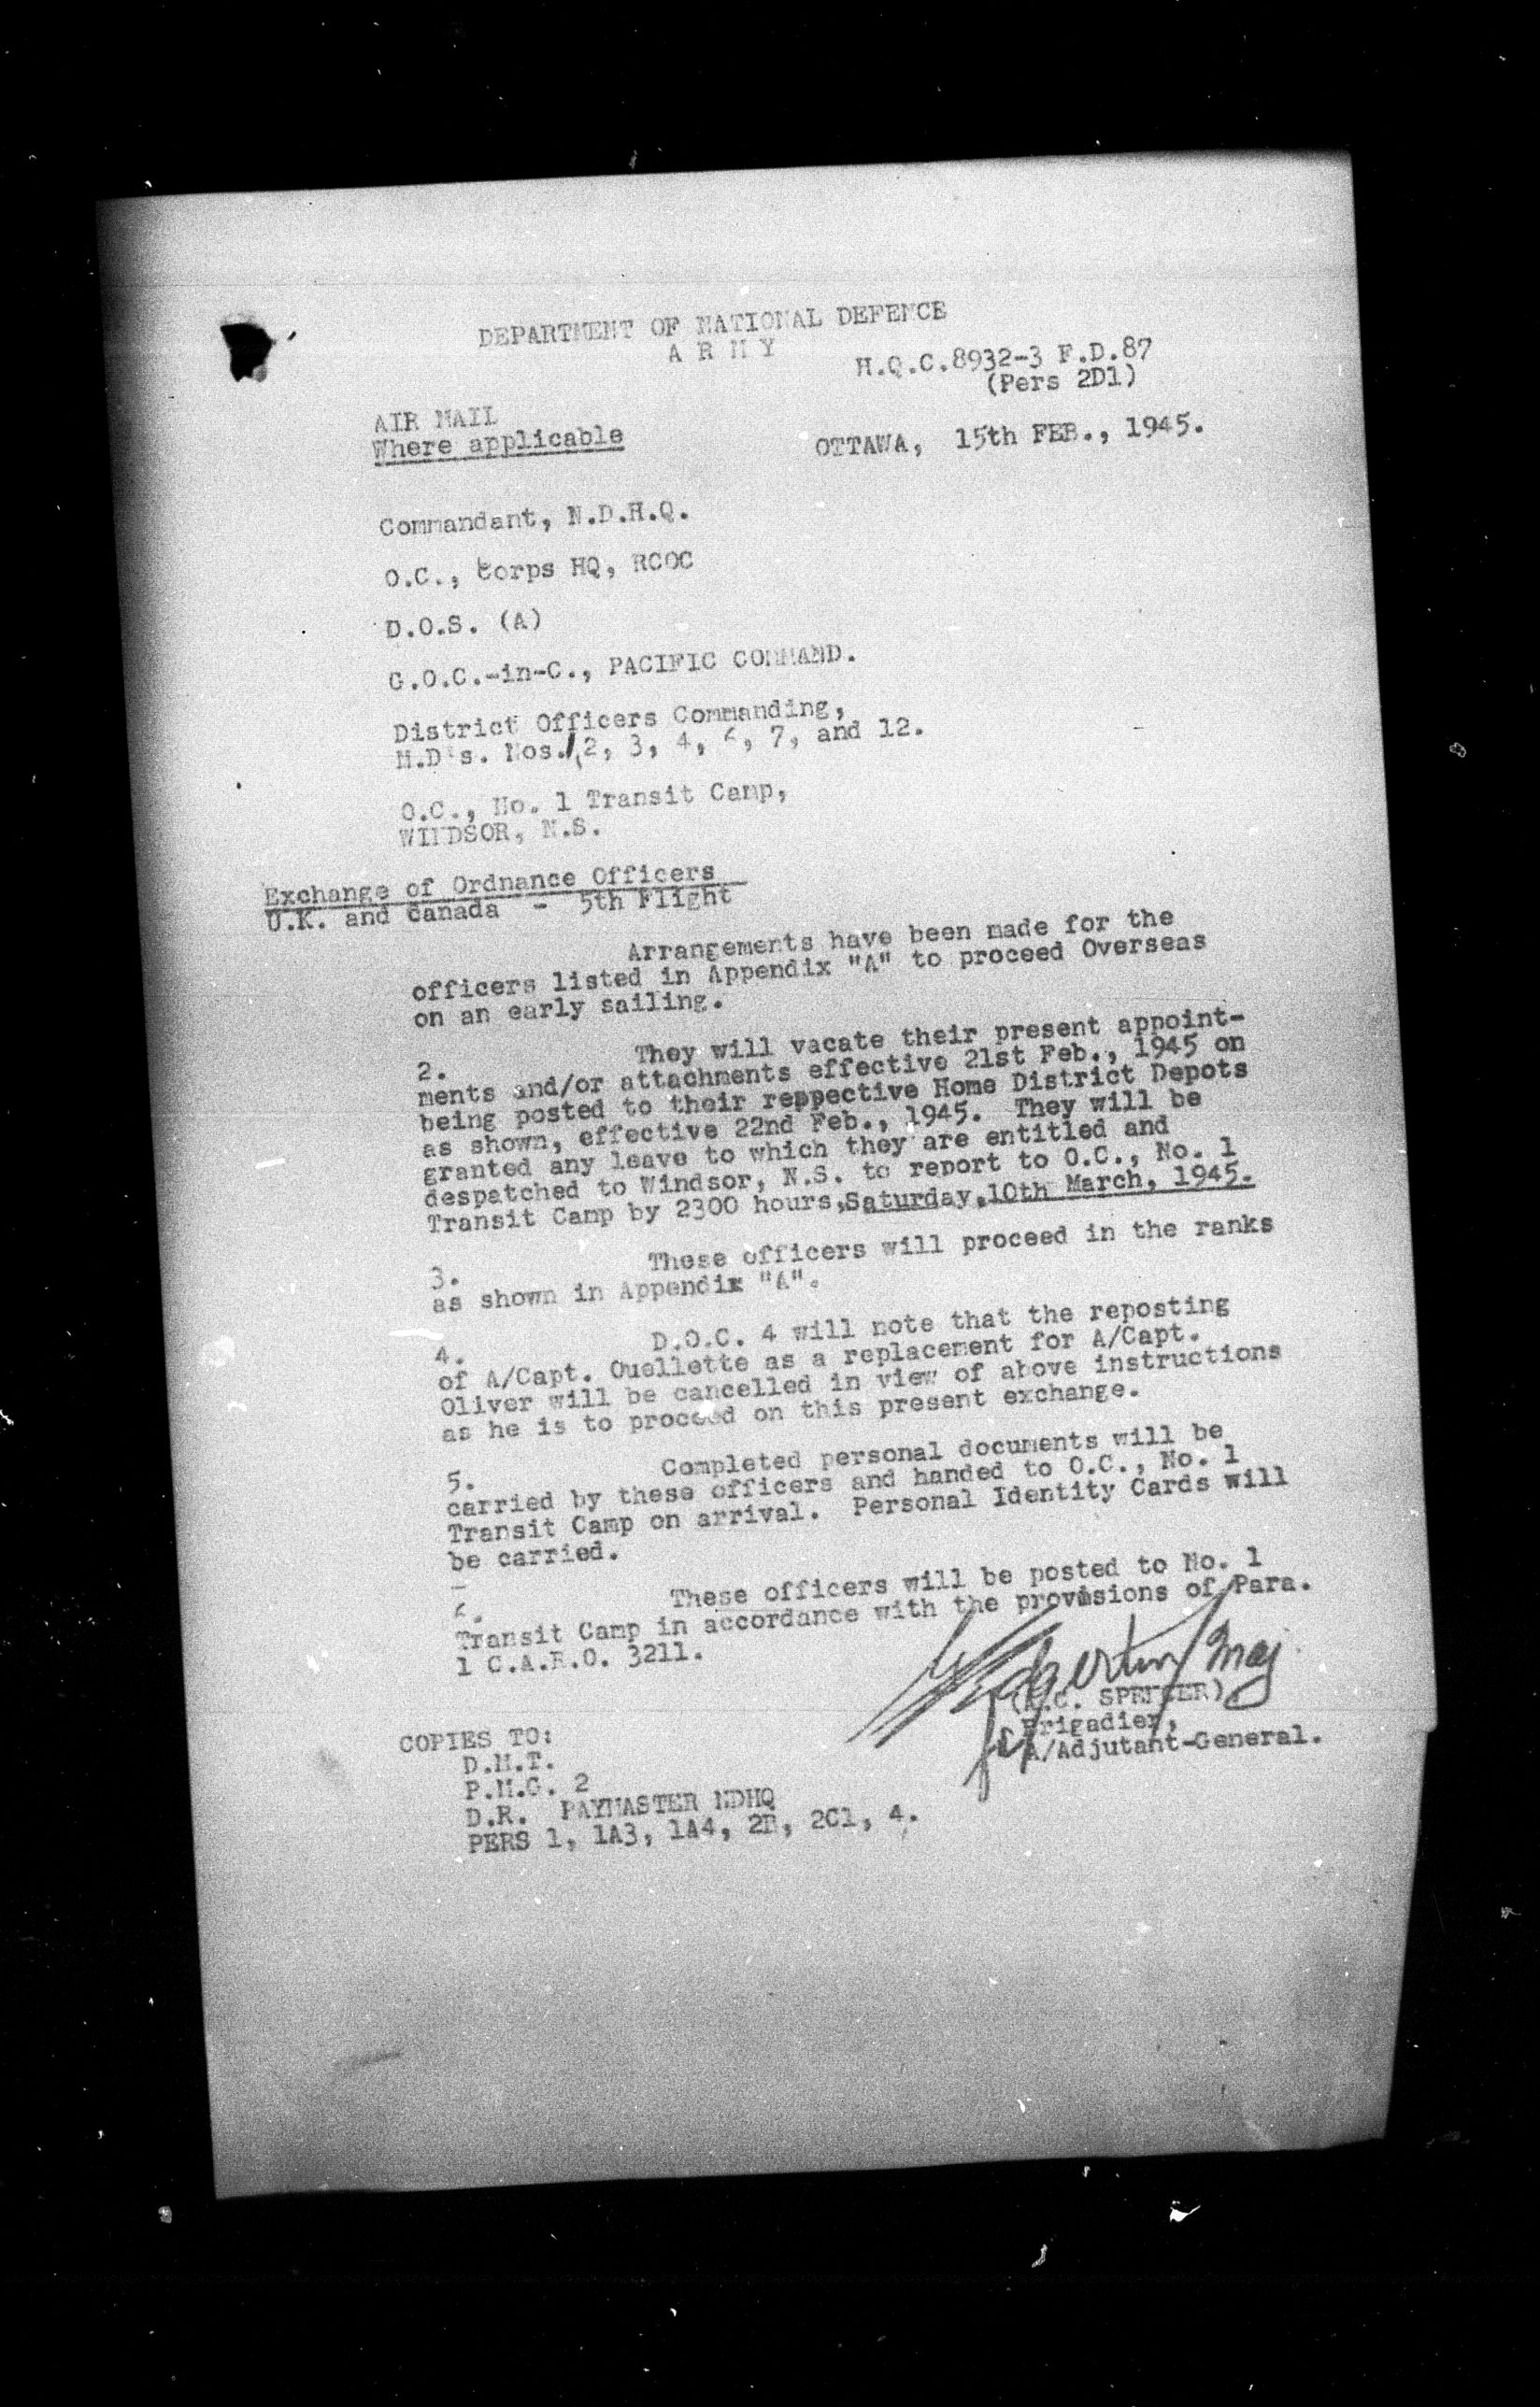 DEPARTMENT OF NATIONAL DEFENCE
A R M Y
H.Q.C.8932-3 F.D.87
(Pers 2D1)
AIR MAIL
Where applicable
OTTAWA, 15th FEB., 1945.
Commandant, N.D.H.Q.
O.C., Corps HQ, RCOC
D.O.S. (A)
G.O.C.-in-C., PACIFIC COMMAND.
District Officers Commanding,
M.D's. Nos. 1, 2, 3, 4, 6, 7, and 12.
O.C., No. 1 Transit Camp,
WINDSOR, N.S.
Exchange of Ordnance Officers
U.K. and Canada - 5th Flight
Arrangements have been made for the
officers listed in Appendix "A" to proceed Overseas
on an early sailing.
2. They will vacate their present appoint-
ments and/or attachments effective 21st Feb., 1945 on
being posted to their respective Home District Depots
as shown, effective 22nd Feb., 1945. They will be
granted any leave to which they are entitled and
despatched to Windsor, N.S. to report to O.C., No. 1
Transit Camp by 2300 hours, Saturday, 10th March, 1945.
3. These officers will proceed in the ranks
as shown in Appendix "A".
4. D.O.C. 4 will note that the reposting
of A/Capt. Ouellette as a replacement for A/Capt.
Oliver will be cancelled in view of above instructions
as he is to proceed on this present exchange.
5. Completed personal documents will be
carried by these officers and handed to O.C., No. 1
Transit Camp on arrival. Personal Identity Cards will
be carried.
6. These officers will be posted to No. 1
Transit Camp in accordance with the provisions of Para.
1 C.A.R.O. 3211.
Edgerton Maj
SPENCER)
for Brigadier,
A/Adjutant-General.
COPIES TO:
D.M.T.
P.M.G. 2
D.R. PAYMASTER NDHQ
PERS 1, 1A3, 1A4, 2B, 2C1, 4.